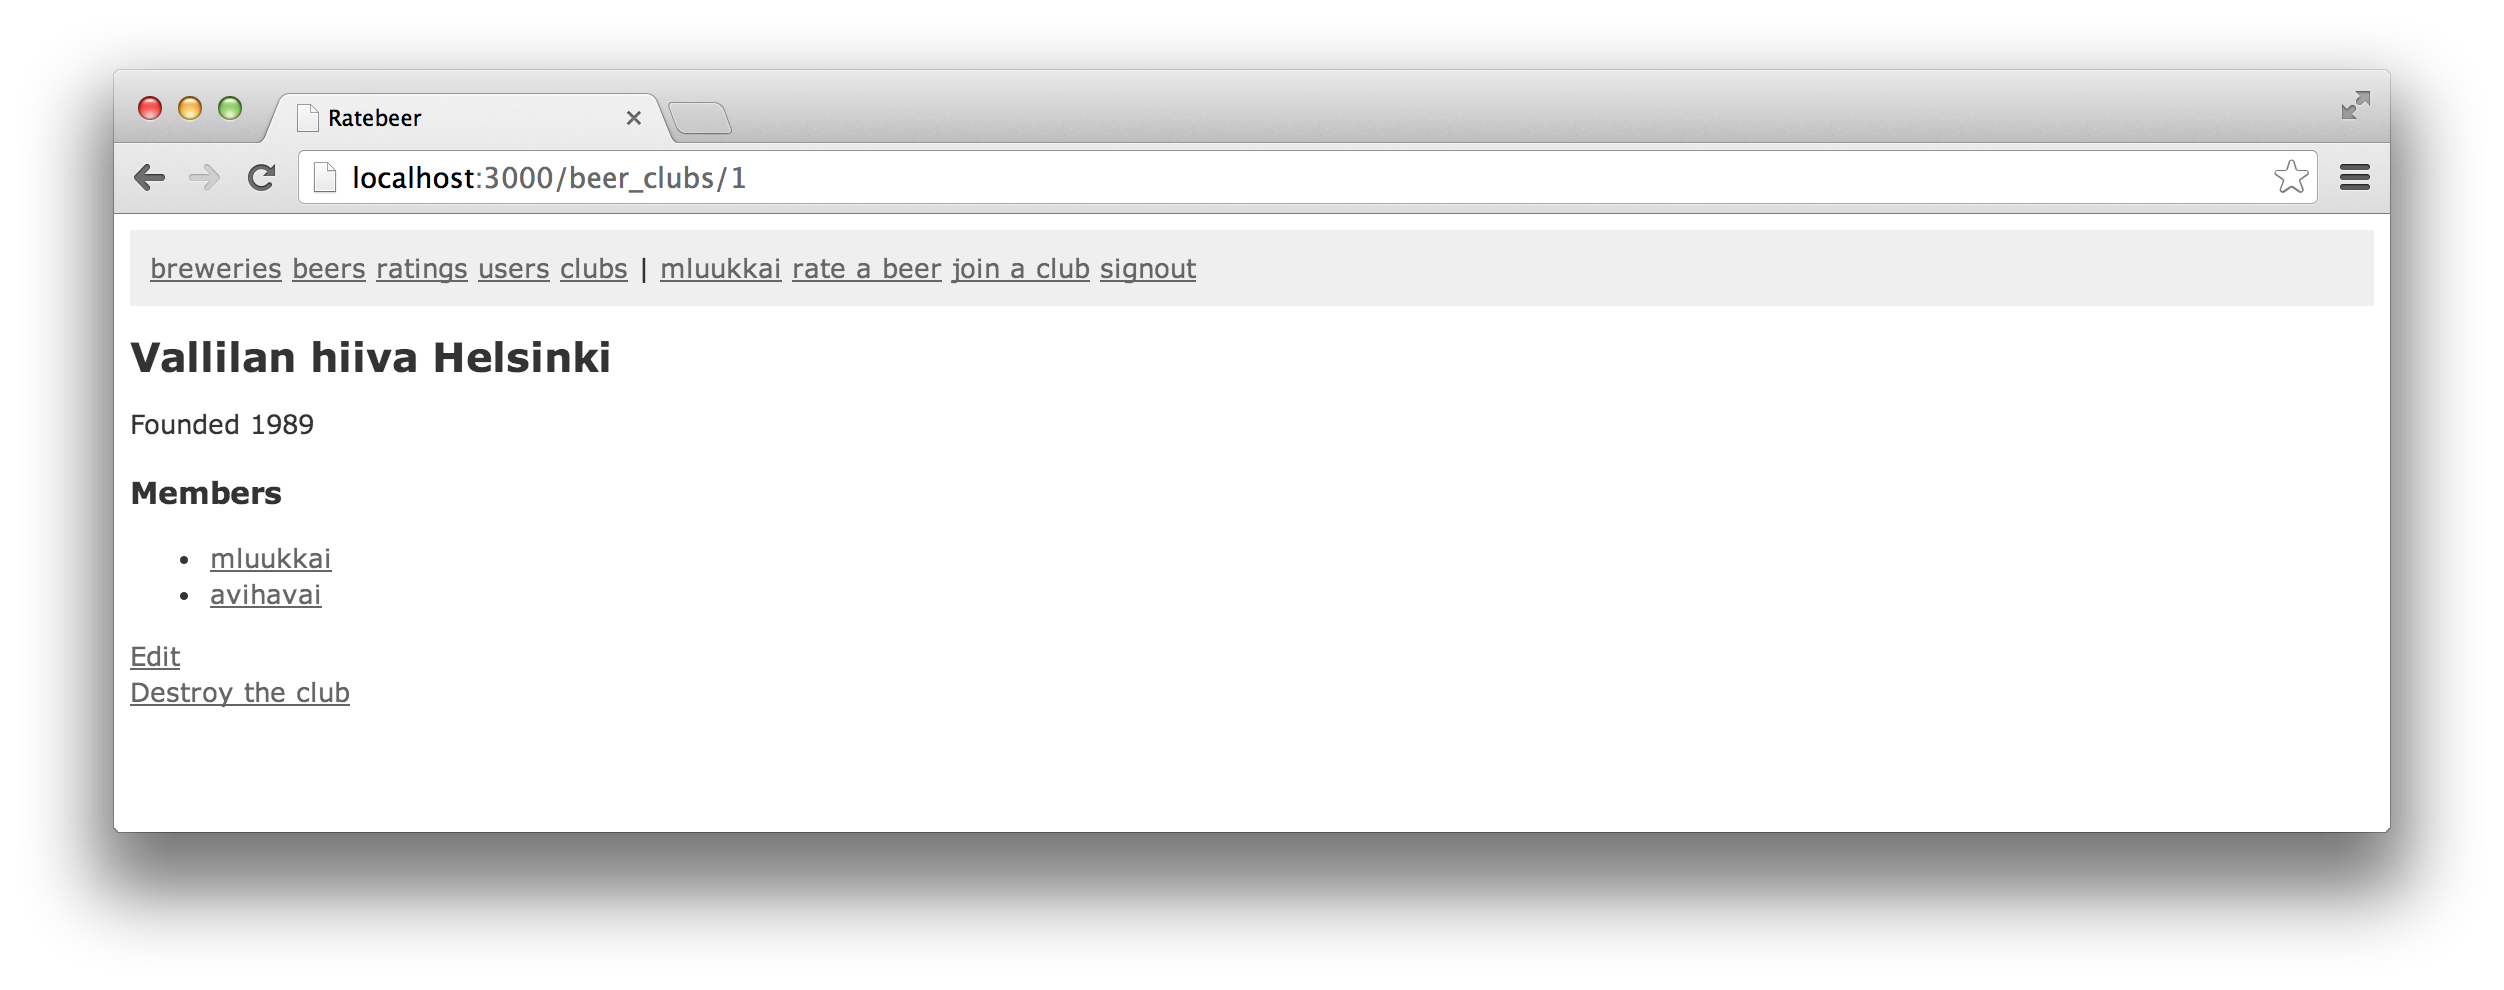 Ratebeer
localhost:3000/beer_clubs/1
breweries beers ratings users clubs | mluukkai rate a beer join a club signout
Vallilan hiiva Helsinki
Founded 1989
Members
• mluukkai
• avihavai
Edit
Destroy the club